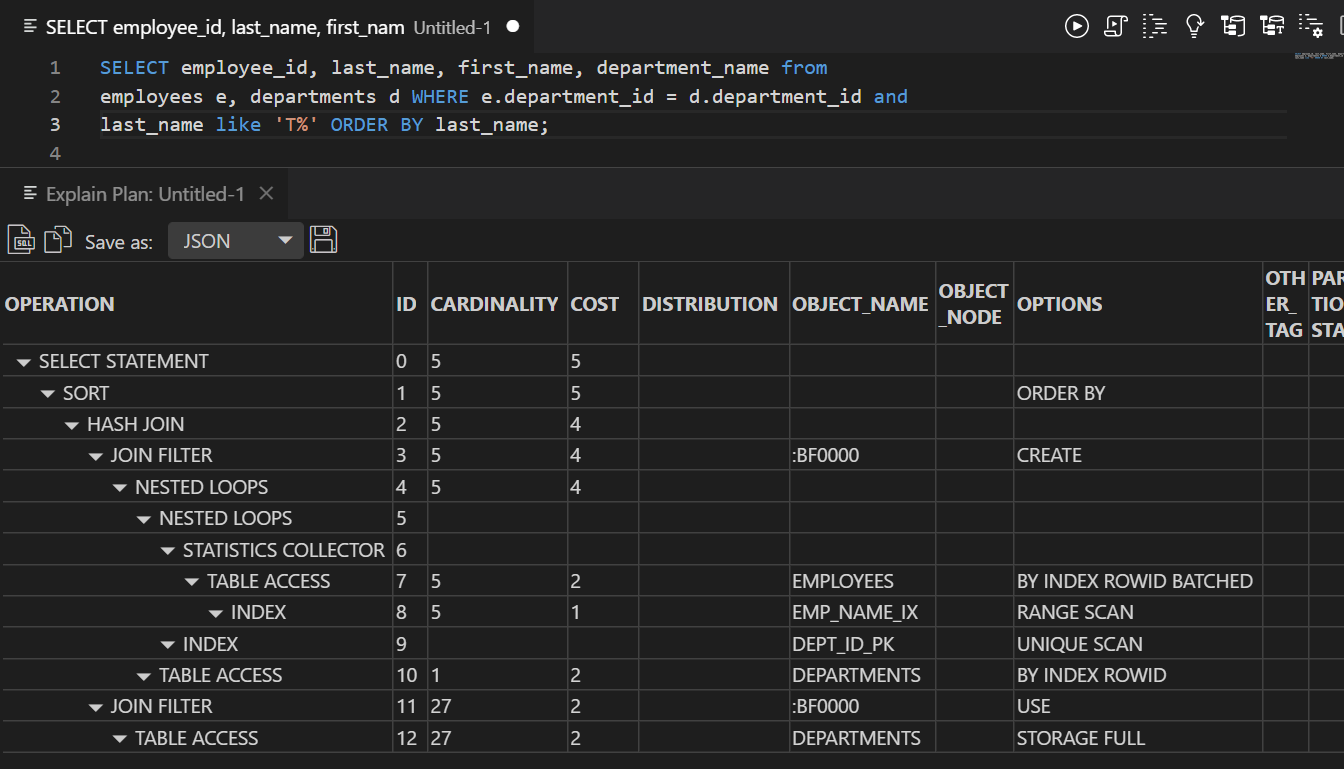 SELECT employee_id, last_name, first_nam Untitled-1
1 SELECT employee_id, last_name, first_name, department_name from
2 employees e, departments d WHERE e.department_id = d.department_id and
3 last_name like 'T%' ORDER BY last_name;
4
Explain Plan: Untitled-1
SQL Save as: JSON
OPERATION ID CARDINALITY COST DISTRIBUTION OBJECT_NAME OBJECT_NODE OPTIONS OTHER_TAG PAR TIO STA
SELECT STATEMENT 0 5 5
SORT 1 5 5 ORDER BY
HASH JOIN 2 5 4
JOIN FILTER 3 5 4 :BF0000 CREATE
NESTED LOOPS 4 5 4
NESTED LOOPS 5
STATISTICS COLLECTOR 6
TABLE ACCESS 7 5 2 EMPLOYEES BY INDEX ROWID BATCHED
INDEX 8 5 1 EMP_NAME_IX RANGE SCAN
INDEX 9 DEPT_ID_PK UNIQUE SCAN
TABLE ACCESS 10 1 2 DEPARTMENTS BY INDEX ROWID
JOIN FILTER 11 27 2 :BF0000 USE
TABLE ACCESS 12 27 2 DEPARTMENTS STORAGE FULL